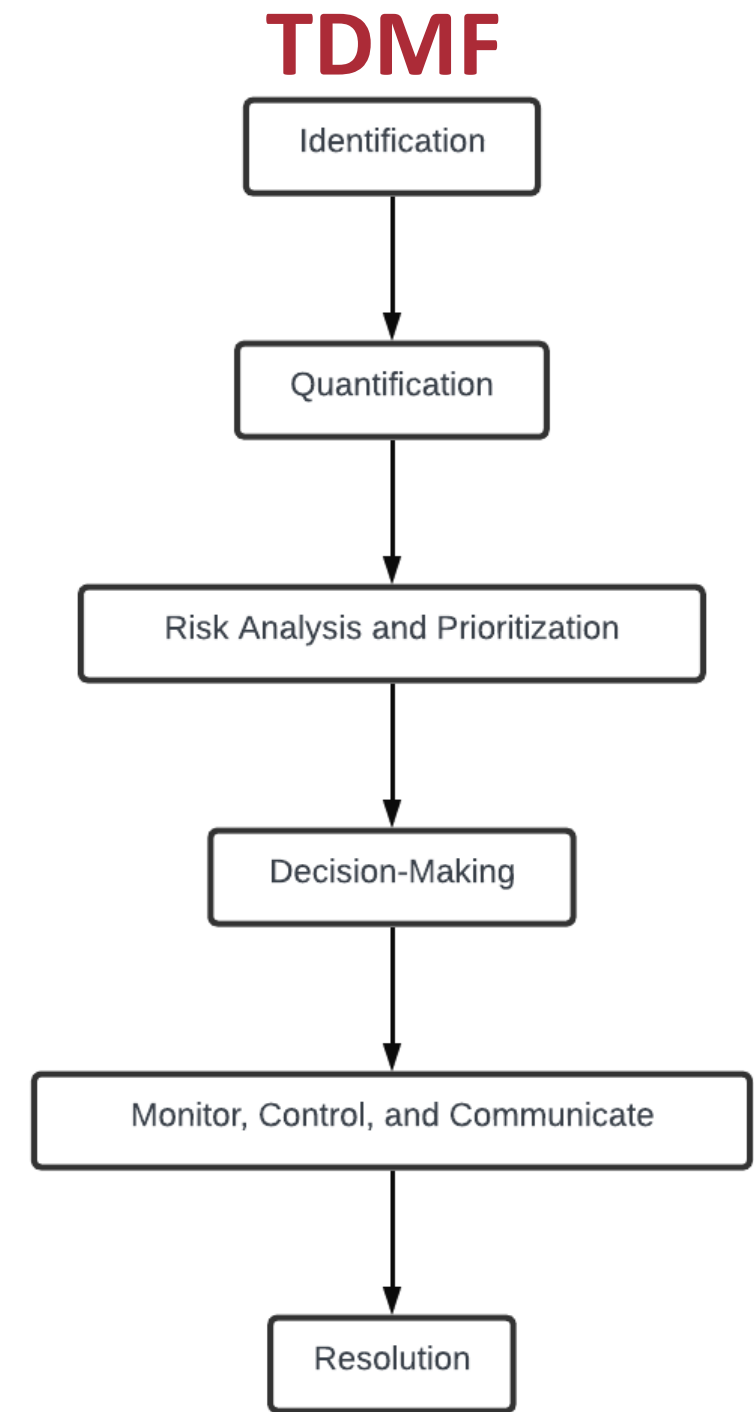 TDMF
Identification
Quantification
Risk Analysis and Prioritization
Decision-Making
Monitor, Control, and Communicate
Resolution